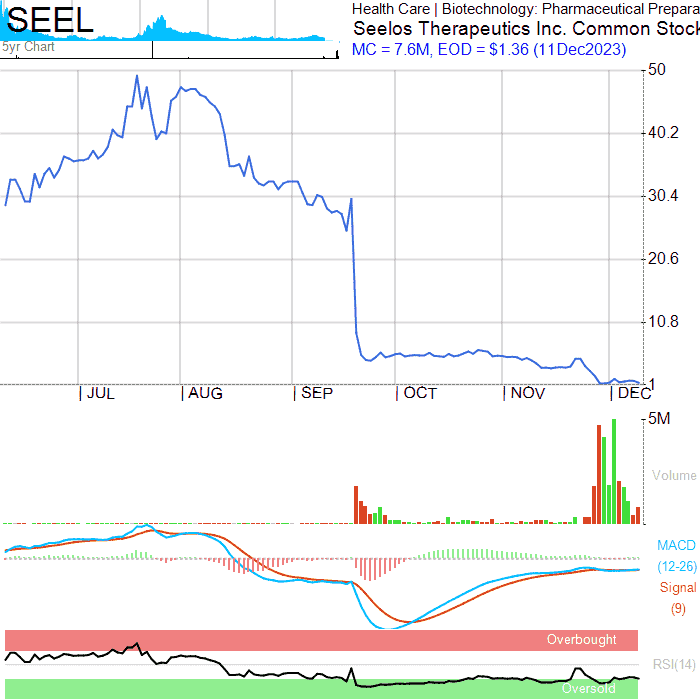 SEEL
5yr Chart
Health Care | Biotechnology: Pharmaceutical Prepara
Seelos Therapeutics Inc. Common Stock
MC = 7.6M, EOD = $1.36 (11Dec2023)
50
40.2
30.4
20.6
10.8
1
JUL AUG SEP OCT NOV DEC
5M
Volume
MACD
(12-26)
Signal
(9)
Overbought
RSI(14)
Oversold